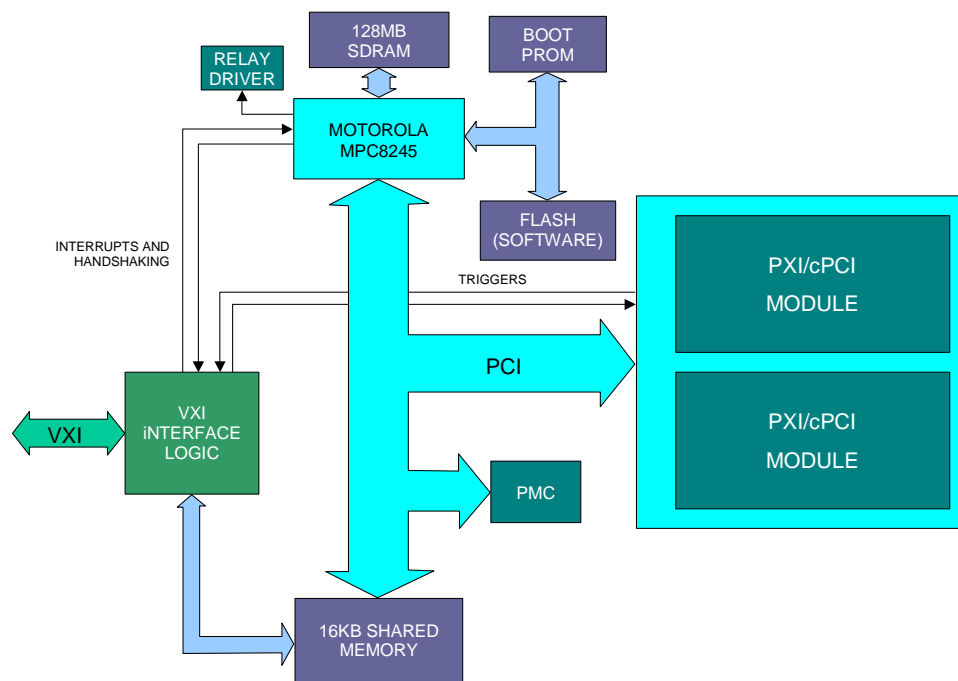 128MB
SDRAM
BOOT
PROM
RELAY
DRIVER
MOTOROLA
MPC8245
FLASH
(SOFTWARE)
INTERRUPTS AND
HANDSHAKING
TRIGGERS
PXI/cPCI
MODULE
PCI
VXI
VXI
iNTERFACE
LOGIC
PXI/cPCI
MODULE
PMC
16KB SHARED
MEMORY